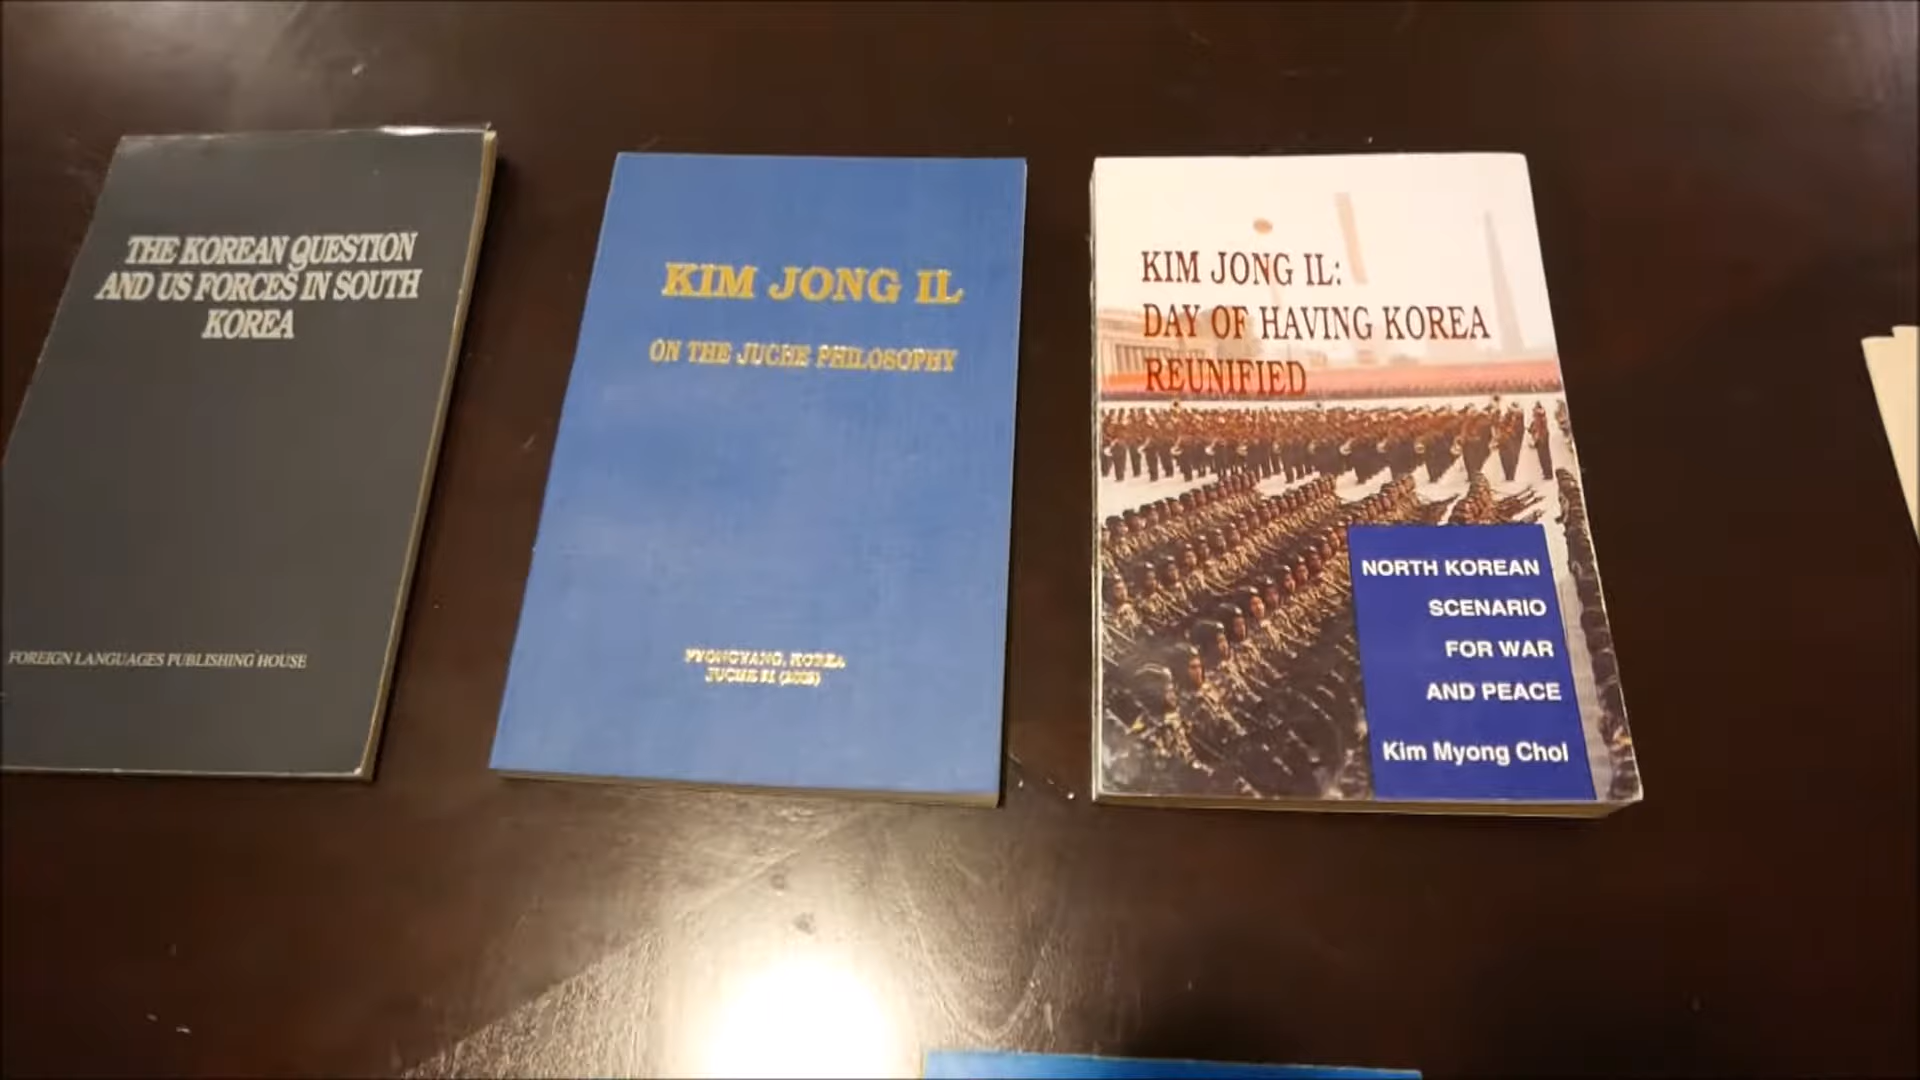 THE KOREAN QUESTION
AND US FORCES IN SOUTH
KOREA
FOREIGN LANGUAGES PUBLISHING HOUSE
KIM JONG IL
ON THE JUCHE PHILOSOPHY
PYONGYANG, KOREA
JUCHE
KIM JONG IL:
DAY OF HAVING KOREA
REUNIFIED
NORTH KOREAN
SCENARIO
FOR WAR
AND PEACE
Kim Myong Chol